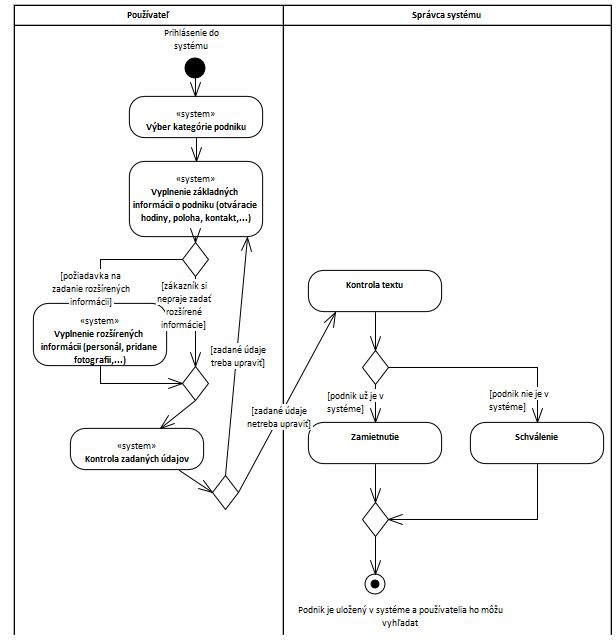 Používateľ
Správca systému
Prihlásenie do
systému
«system»
Výber kategórie podniku
«system»
Vyplnenie základných
informácii o podniku (otváracie
hodiny, poloha, kontakt,...)
[požiadavka na
zadanie rozšírených
informácii]
[zákazník si
nepraje zadať
rozšírené
informácie]
«system»
Vyplnenie rozšírených
informácii (personál, pridane
fotografii,...)
[zadané údaje
treba upraviť]
[zadané údaje
netreba upraviť]
«system»
Kontrola zadaných údajov
Kontrola textu
[podnik už je v
systéme]
[podnik nie je v
systéme]
Zamietnutie
Schválenie
Podnik je uložený v systéme a používatelia ho môžu
vyhľadat